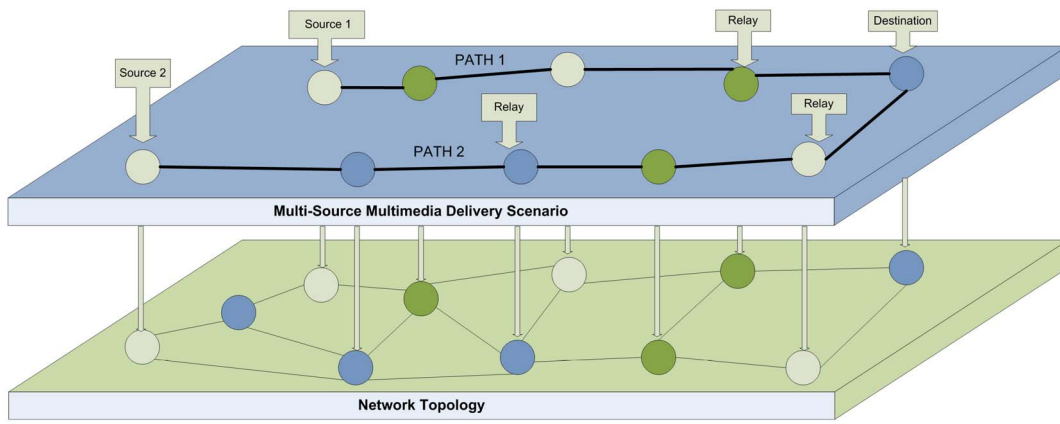 Source 1
Relay
Destination
Source 2
PATH 1
Relay
Relay
PATH 2
Multi-Source Multimedia Delivery Scenario
Network Topology